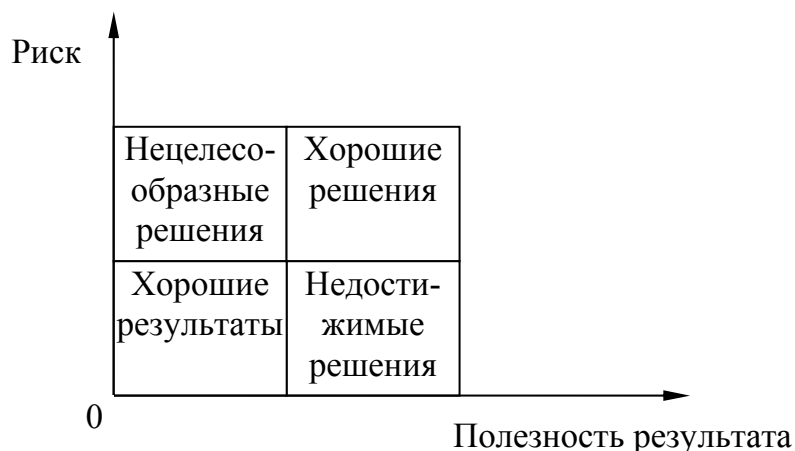 Риск
Нецелесо-
образные
решения
Хорошие
решения
Хорошие
результаты
Недости-
жимые
решения
0
Полезность результата